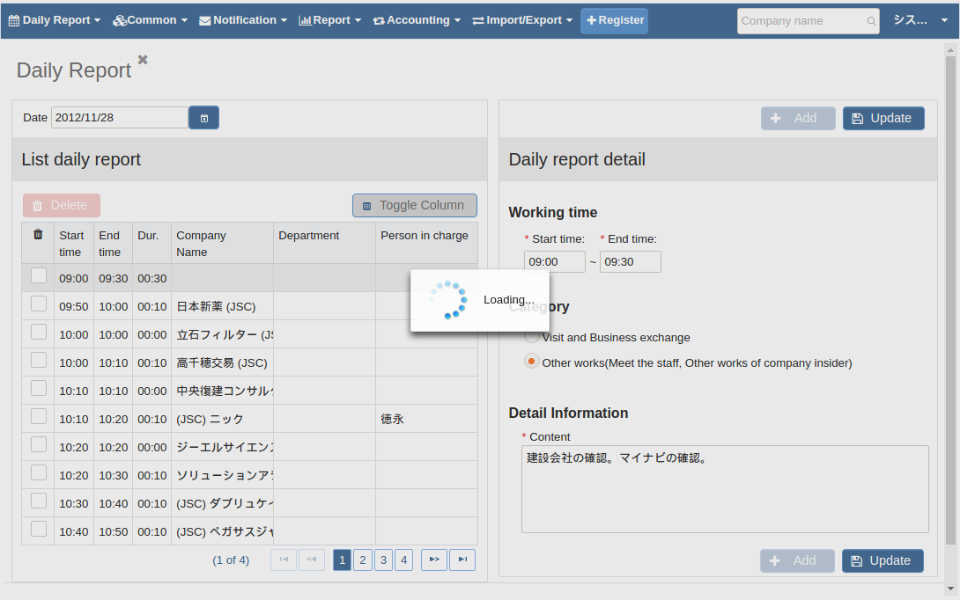 Daily Report Common Notification Report Accounting Import/Export Register Company name シス...
Daily Report
Date 2012/11/28
Add Update
List daily report
Daily report detail
Delete Toggle Column
Start time End time Dur. Company Name Department Person in charge
09:00 09:30 00:30
09:50 10:00 00:10 日本新薬 (JSC)
10:00 10:00 00:00 立石フィルター (JS
10:00 10:10 00:10 高千穂交易 (JSC)
10:10 10:10 00:00 中央復建コンサルタ
10:10 10:20 00:10 (JSC) ニック 徳永
10:20 10:20 00:00 ジーエルサイエンス
10:20 10:30 00:10 ソリューションアラ
10:30 10:40 00:10 (JSC) ダブリュケイ
10:40 10:50 00:10 (JSC) ペガサスジャ
(1 of 4) 1 2 3 4
Working time
* Start time: * End time:
09:00 ~ 09:30
Loading...
Category
Visit and Business exchange
Other works(Meet the staff, Other works of company insider)
Detail Information
* Content
建設会社の確認。マイナビの確認。
Add Update